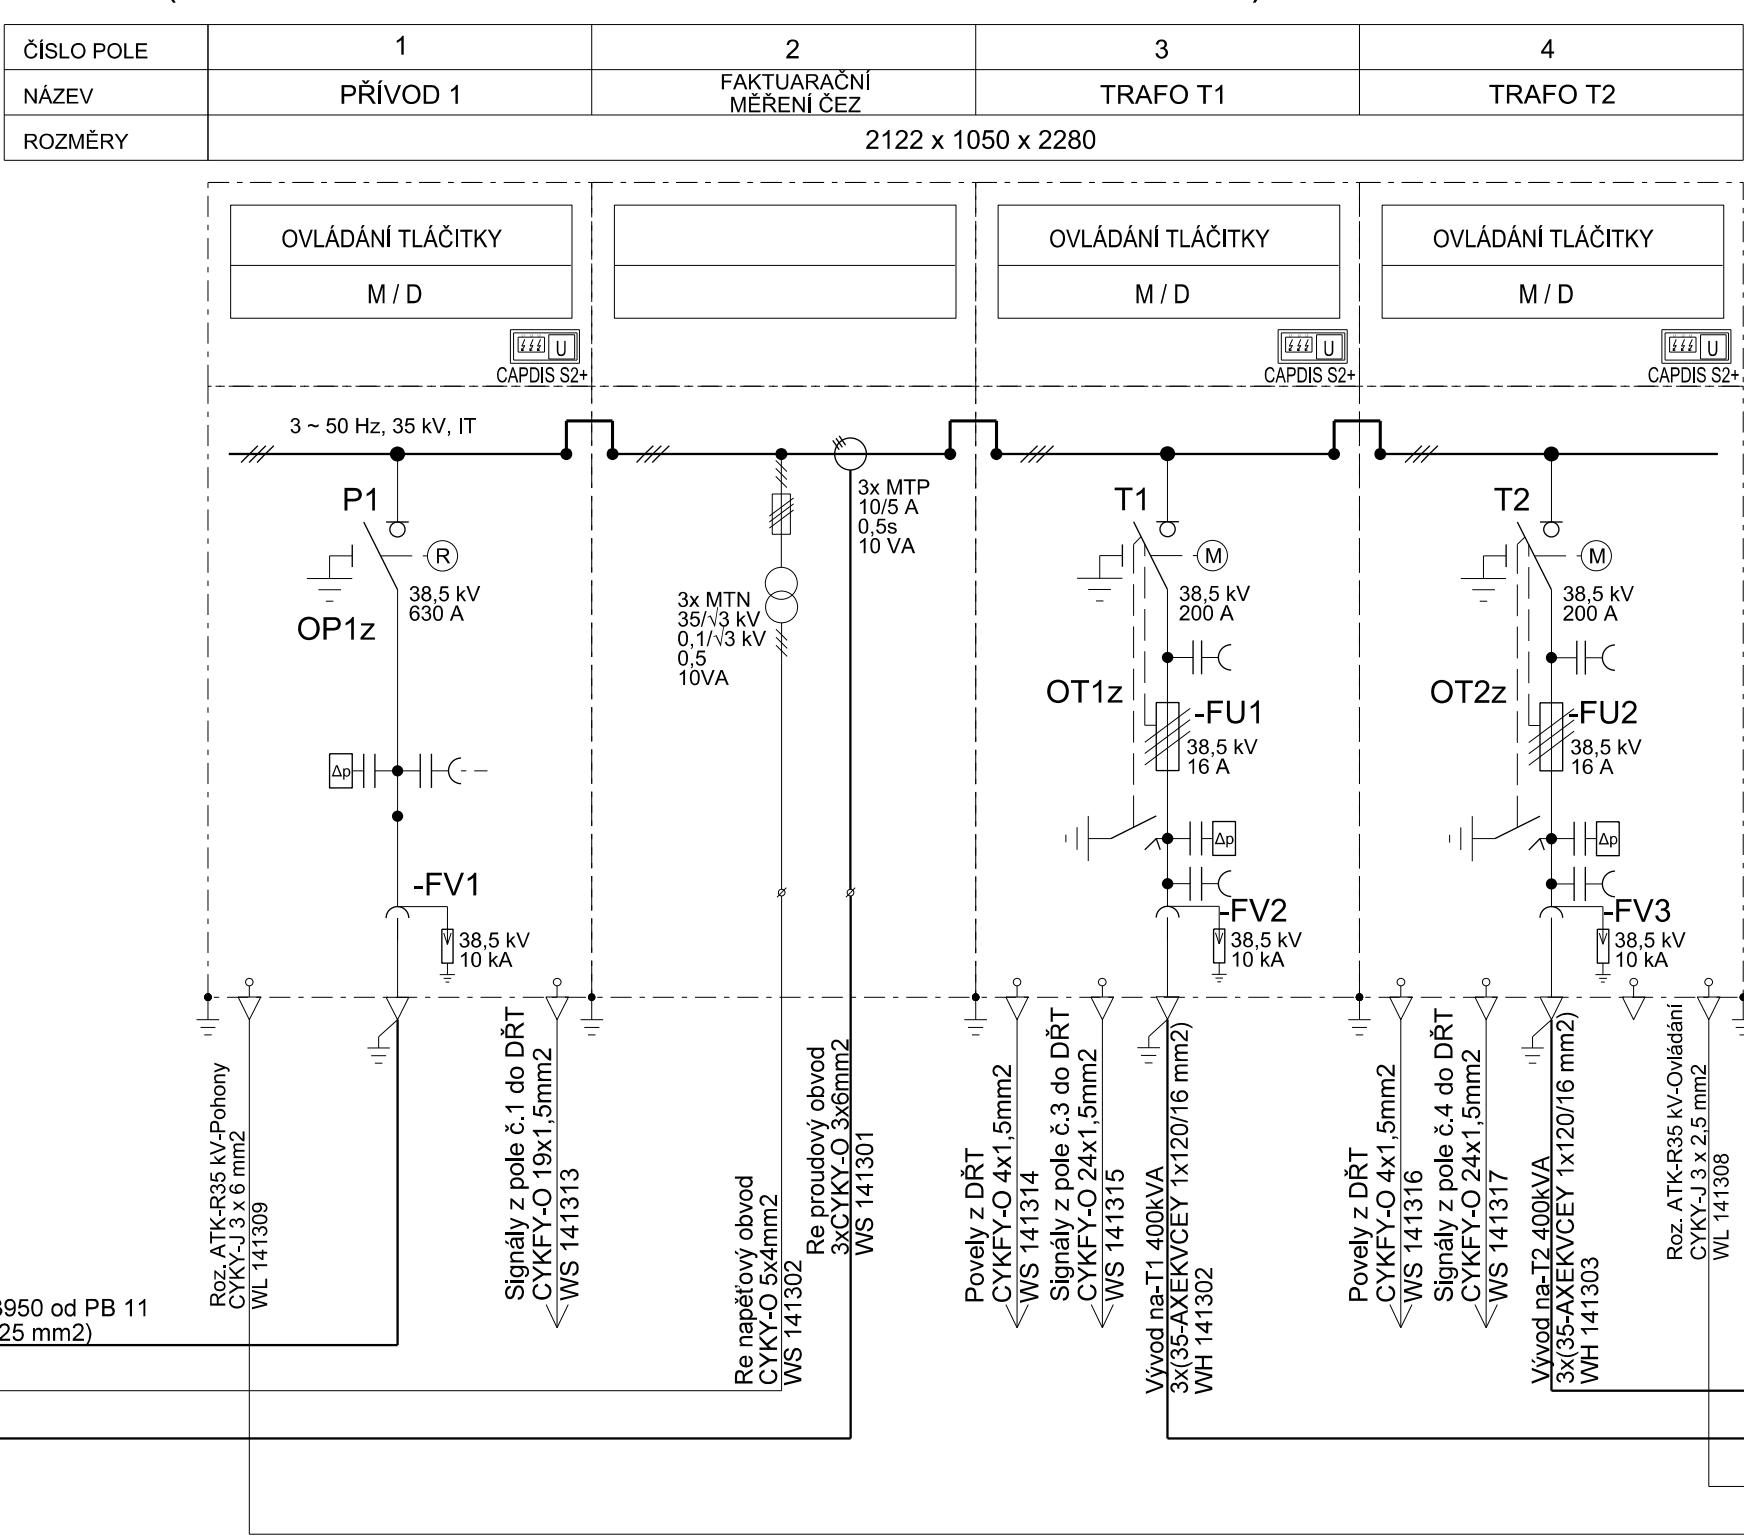 ČÍSLO POLE 1 2 3 4
NÁZEV PŘÍVOD 1 FAKTUARAČNÍ MĚŘENÍ ČEZ TRAFO T1 TRAFO T2
ROZMĚRY 2122 x 1050 x 2280
OVLÁDÁNÍ TLÁČITKY
M / D
U
CAPDIS S2+
OVLÁDÁNÍ TLÁČITKY
M / D
U
CAPDIS S2+
OVLÁDÁNÍ TLÁČITKY
M / D
U
CAPDIS S2+
3 ~ 50 Hz, 35 kV, IT
P1
R
38,5 kV
630 A
OP1z
Δp
-FV1
38,5 kV
10 kA
3x MTP
10/5 A
0,5s
10 VA
3x MTN
35/√3 kV
0,1/√3 kV
0,5
10VA
T1
M
38,5 kV
200 A
OT1z
-FU1
38,5 kV
16 A
Δp
-FV2
38,5 kV
10 kA
T2
M
38,5 kV
200 A
OT2z
-FU2
38,5 kV
16 A
Δp
-FV3
38,5 kV
10 kA
Roz. ATK-R35 kV-Pohony
CYKY-J 3 x 6 mm2
WL 141309
Signály z pole č.1 do DŘT
CYKFY-O 19x1,5mm2
WS 141313
Re napěťový obvod
CYKY-O 5x4mm2
WS 141302
Re proudový obvod
3xCYKY-O 3x6mm2
WS 141301
Povely z DŘT
CYKFY-O 4x1,5mm2
WS 141314
Signály z pole č.3 do DŘT
CYKFY-O 24x1,5mm2
WS 141315
Vývod na-T1 400kVA
3x(35-AXEKVCEY 1x120/16 mm2)
WH 141302
Povely z DŘT
CYKFY-O 4x1,5mm2
WS 141316
Signály z pole č.4 do DŘT
CYKFY-O 24x1,5mm2
WS 141317
Vývod na-T2 400kVA
3x(35-AXEKVCEY 1x120/16 mm2)
WH 141303
Roz. ATK-R35 kV-Ovládání
CYKY-J 3 x 2,5 mm2
WL 141308
950 od PB 11
25 mm2)